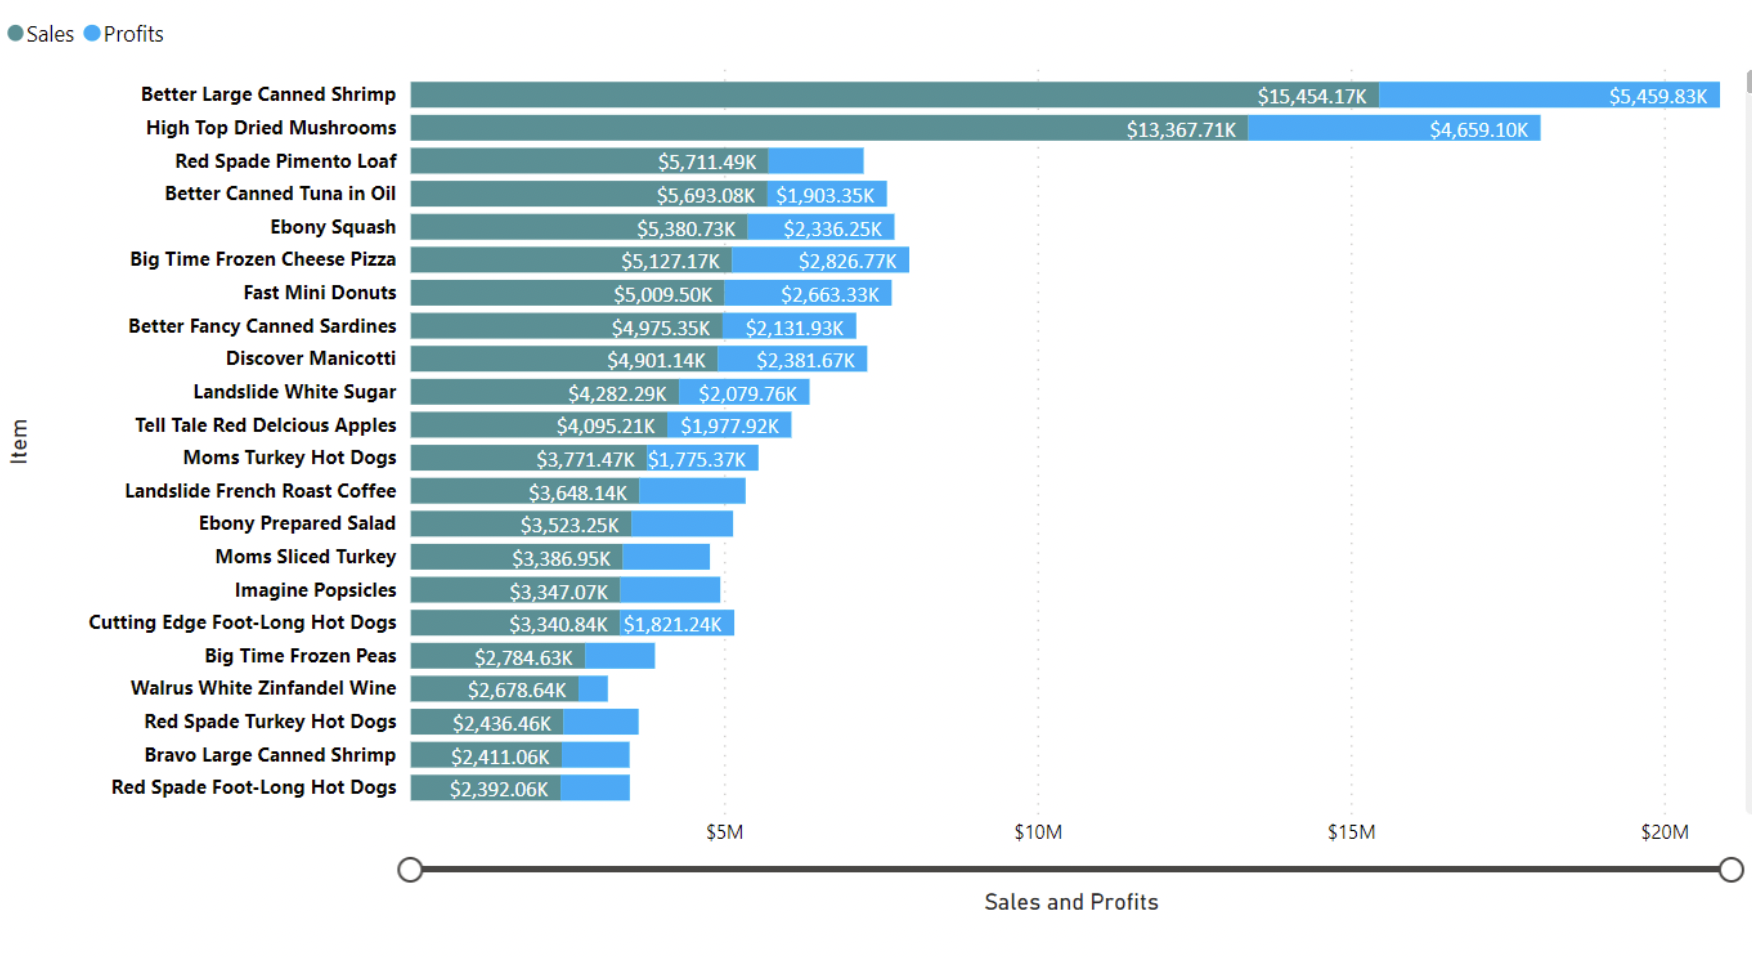 Sales Profits
Better Large Canned Shrimp $15,454.17K $5,459.83K
High Top Dried Mushrooms $13,367.71K $4,659.10K
Red Spade Pimento Loaf $5,711.49K
Better Canned Tuna in Oil $5,693.08K $1,903.35K
Ebony Squash $5,380.73K $2,336.25K
Big Time Frozen Cheese Pizza $5,127.17K $2,826.77K
Fast Mini Donuts $5,009.50K $2,663.33K
Better Fancy Canned Sardines $4,975.35K $2,131.93K
Discover Manicotti $4,901.14K $2,381.67K
Landslide White Sugar $4,282.29K $2,079.76K
Tell Tale Red Delcious Apples $4,095.21K $1,977.92K
Moms Turkey Hot Dogs $3,771.47K $1,775.37K
Landslide French Roast Coffee $3,648.14K
Ebony Prepared Salad $3,523.25K
Moms Sliced Turkey $3,386.95K
Imagine Popsicles $3,347.07K
Cutting Edge Foot-Long Hot Dogs $3,340.84K $1,821.24K
Big Time Frozen Peas $2,784.63K
Walrus White Zinfandel Wine $2,678.64K
Red Spade Turkey Hot Dogs $2,436.46K
Bravo Large Canned Shrimp $2,411.06K
Red Spade Foot-Long Hot Dogs $2,392.06K
Item
$5M $10M $15M $20M
Sales and Profits